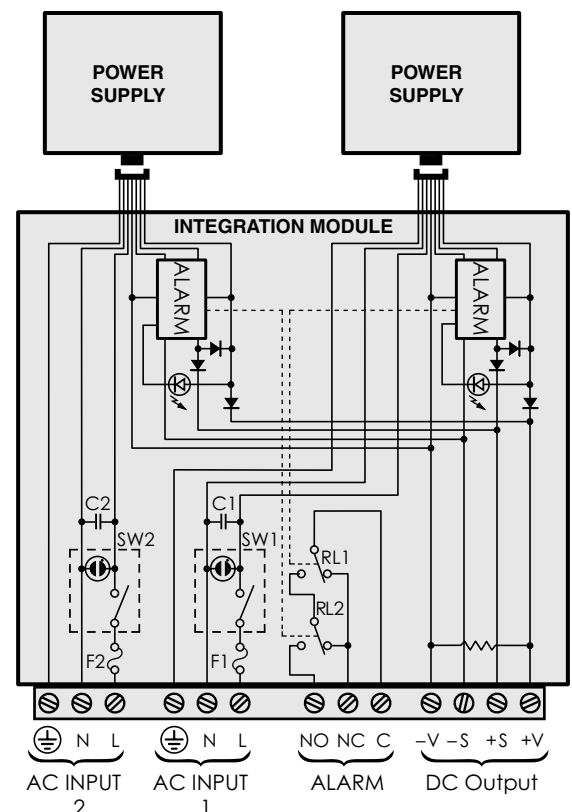 POWER
SUPPLY
POWER
SUPPLY
INTEGRATION MODULE
ALARM
ALARM
C2
C1
SW2
SW1
RL1
RL2
F2
F1
N L
N L
NO NC C
–V –S +S +V
AC INPUT
2
AC INPUT
1
ALARM
DC Output